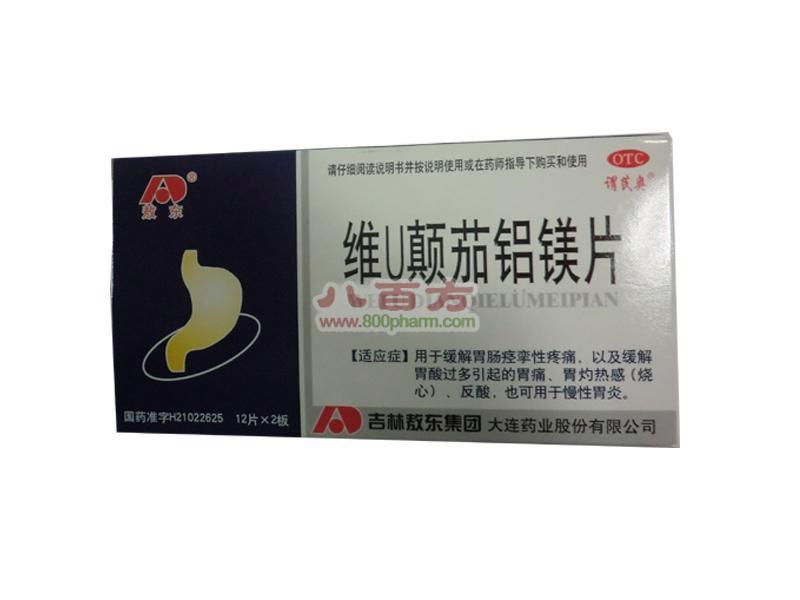 敖东
®
请仔细阅读说明书并按说明使用或在药师指导下购买和使用
OTC
谓茂奥®
维U颠茄铝镁片
WEIUDIANQIELÜMEIPIAN
八百方
www.800pharm.com
【适应症】用于缓解胃肠痉挛性疼痛,以及缓解
胃酸过多引起的胃痛、胃灼热感(烧
心)、反酸,也可用于慢性胃炎。
国药准字H21022625 12片×2板
吉林敖东集团 大连药业股份有限公司